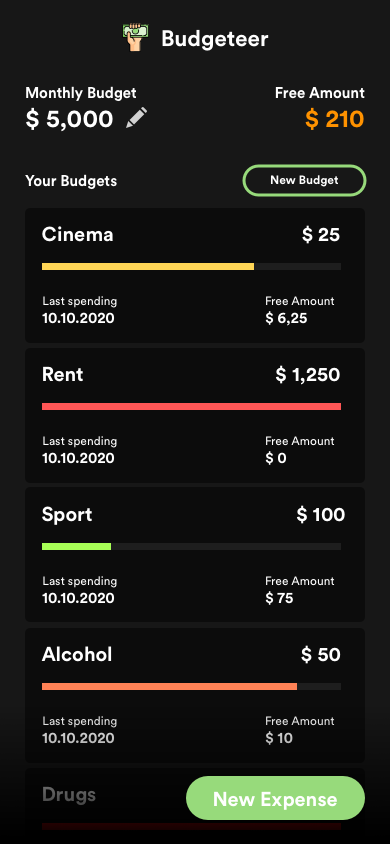 Budgeteer
Monthly Budget
Free Amount
$ 5,000
$ 210
Your Budgets
New Budget
Cinema
$ 25
Last spending
Free Amount
10.10.2020
$ 6,25
Rent
$ 1,250
Last spending
Free Amount
10.10.2020
$ 0
Sport
$ 100
Last spending
Free Amount
10.10.2020
$ 75
Alcohol
$ 50
Last spending
Free Amount
10.10.2020
$ 10
Drugs
New Expense